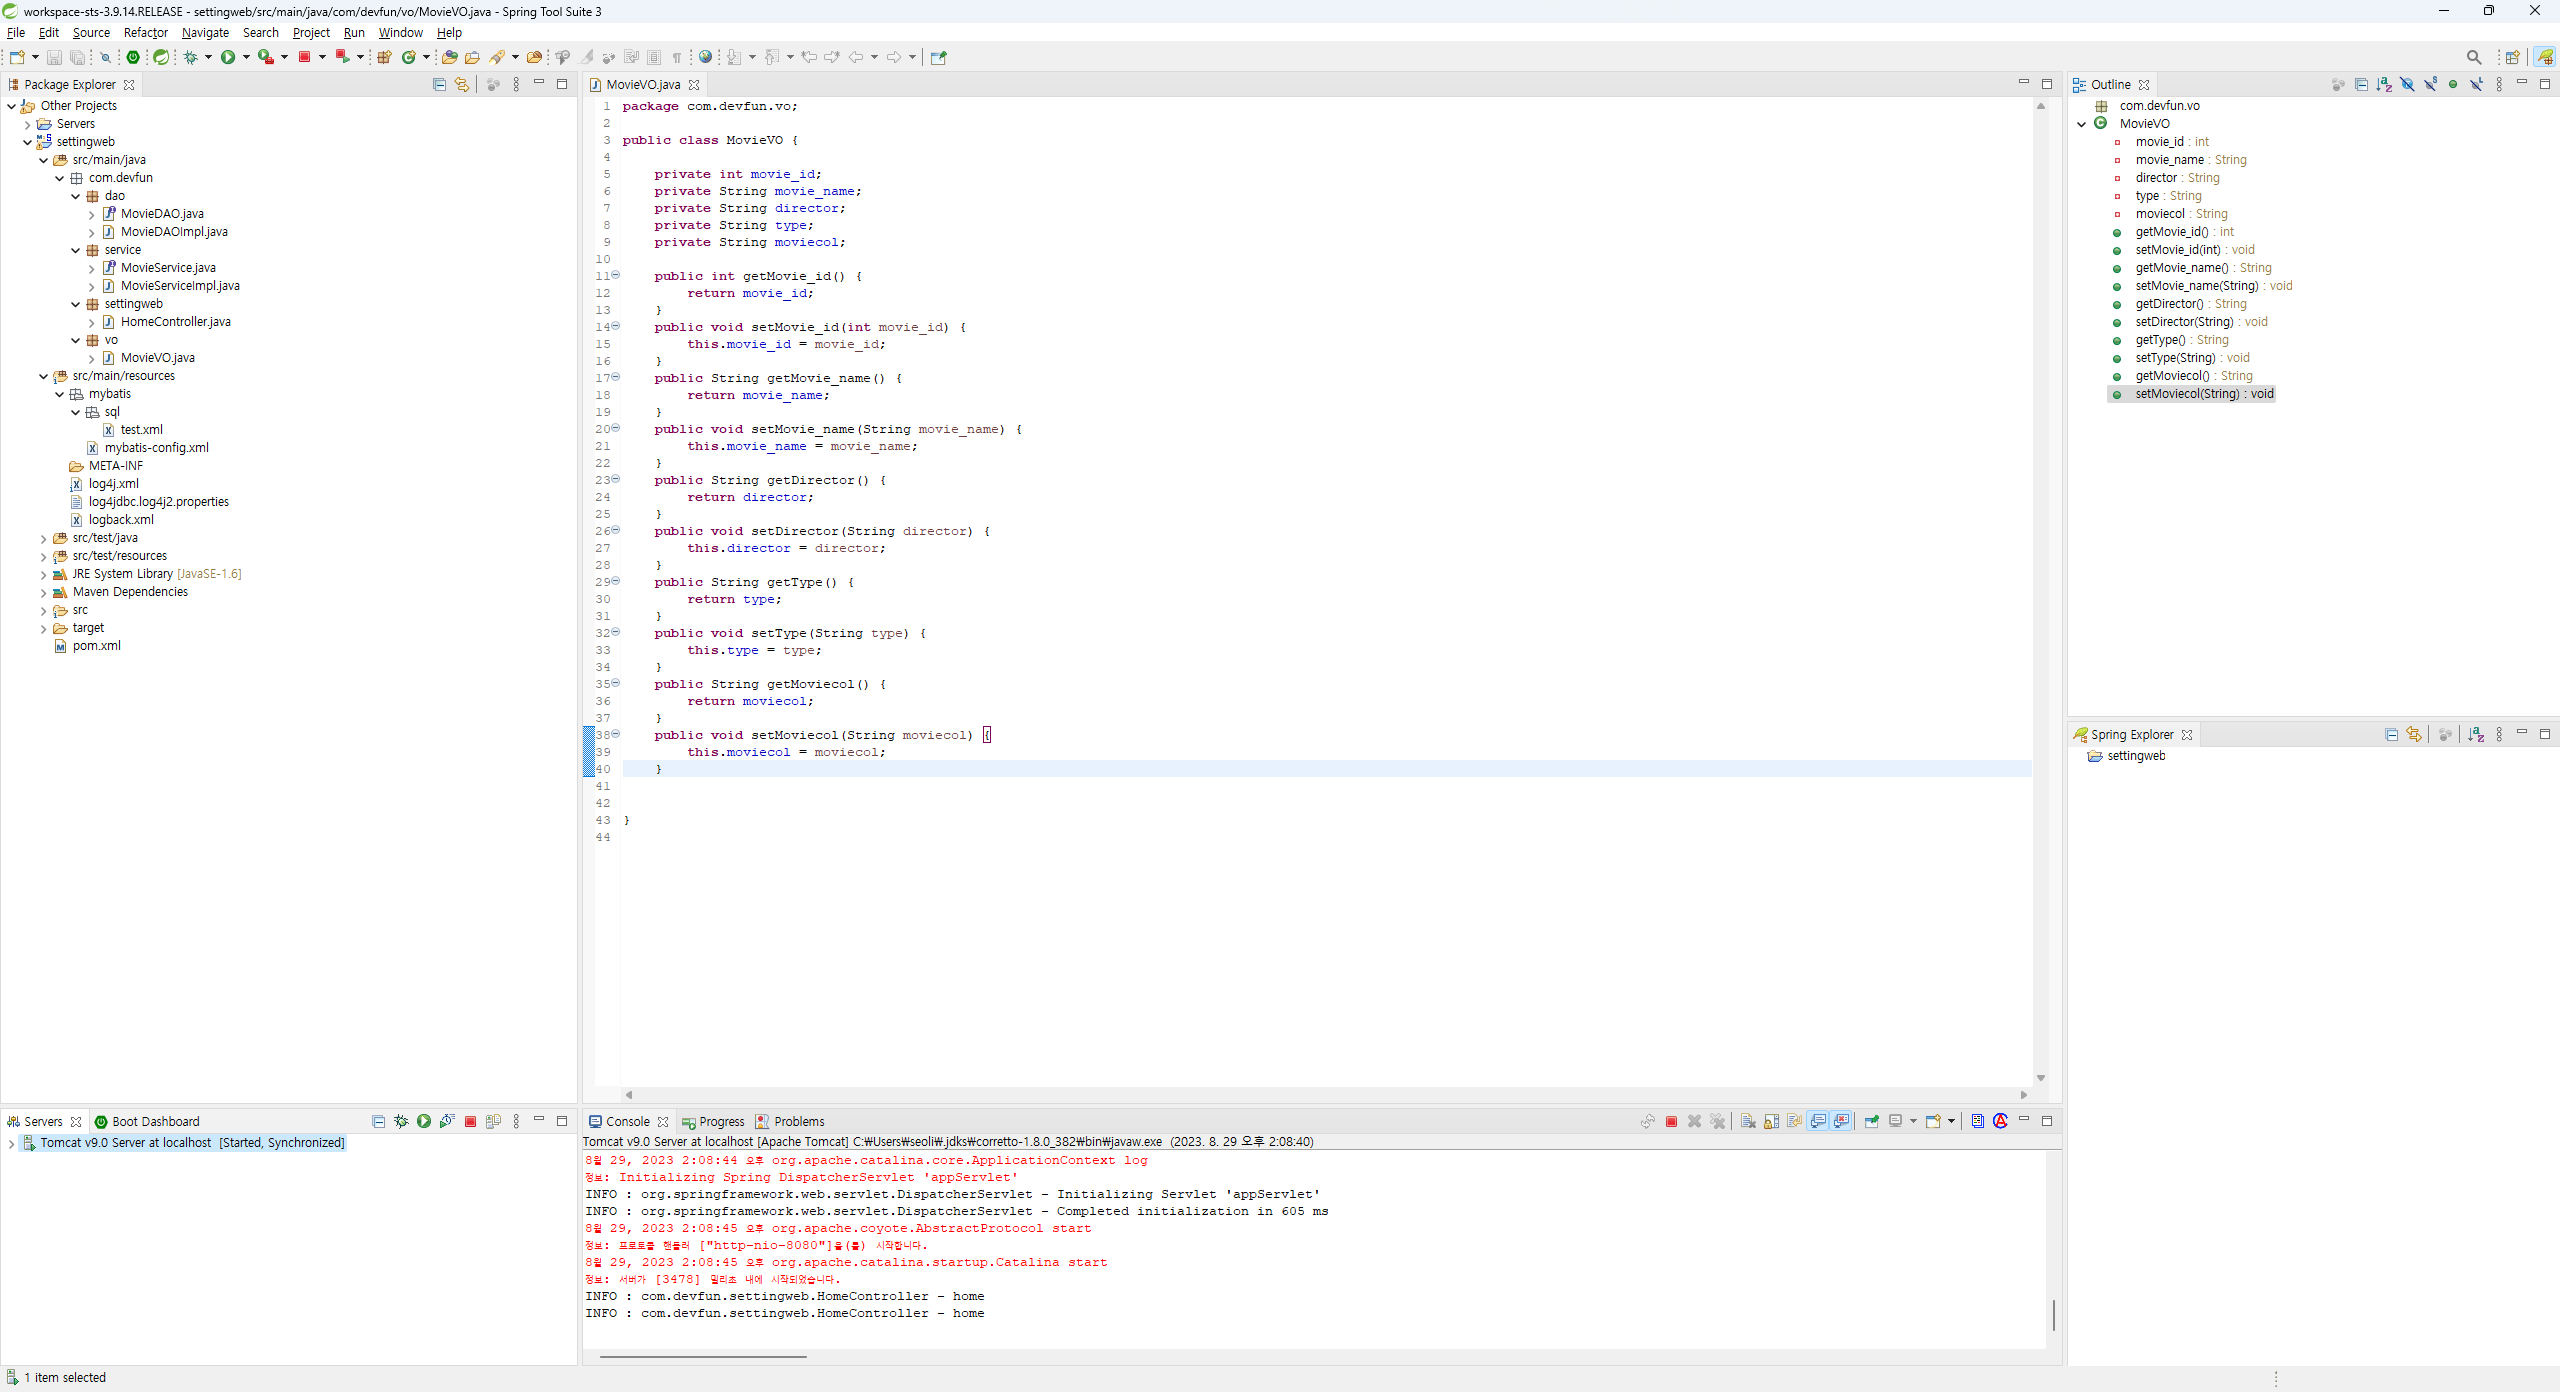 workspace-sts-3.9.14.RELEASE - settingweb/src/main/java/com/devfun/vo/MovieVO.java - Spring Tool Suite 3
File Edit Source Refactor Navigate Search Project Run Window Help
Package Explorer
Other Projects
Servers
settingweb
src/main/java
com.devfun
dao
MovieDAO.java
MovieDAOImpl.java
service
MovieService.java
MovieServiceImpl.java
settingweb
HomeController.java
vo
MovieVO.java
src/main/resources
mybatis
sql
test.xml
mybatis-config.xml
META-INF
log4j.xml
log4jdbc.log4j2.properties
logback.xml
src/test/java
src/test/resources
JRE System Library [JavaSE-1.6]
Maven Dependencies
src
target
pom.xml
MovieVO.java
1 package com.devfun.vo;
2
3 public class MovieVO {
4
5     private int movie_id;
6     private String movie_name;
7     private String director;
8     private String type;
9     private String moviecol;
10
11     public int getMovie_id() {
12         return movie_id;
13     }
14     public void setMovie_id(int movie_id) {
15         this.movie_id = movie_id;
16     }
17     public String getMovie_name() {
18         return movie_name;
19     }
20     public void setMovie_name(String movie_name) {
21         this.movie_name = movie_name;
22     }
23     public String getDirector() {
24         return director;
25     }
26     public void setDirector(String director) {
27         this.director = director;
28     }
29     public String getType() {
30         return type;
31     }
32     public void setType(String type) {
33         this.type = type;
34     }
35     public String getMoviecol() {
36         return moviecol;
37     }
38     public void setMoviecol(String moviecol) {
39         this.moviecol = moviecol;
40     }
41
42
43 }
44
Outline
com.devfun.vo
MovieVO
movie_id : int
movie_name : String
director : String
type : String
moviecol : String
getMovie_id() : int
setMovie_id(int) : void
getMovie_name() : String
setMovie_name(String) : void
getDirector() : String
setDirector(String) : void
getType() : String
setType(String) : void
getMoviecol() : String
setMoviecol(String) : void
Spring Explorer
settingweb
Servers Boot Dashboard
Tomcat v9.0 Server at localhost [Started, Synchronized]
Console Progress Problems
Tomcat v9.0 Server at localhost [Apache Tomcat] C:₩Users₩seoli₩.jdks₩corretto-1.8.0_382₩bin₩javaw.exe (2023. 8. 29 오후 2:08:40)
8월 29, 2023 2:08:44 오후 org.apache.catalina.core.ApplicationContext log
정보: Initializing Spring DispatcherServlet 'appServlet'
INFO : org.springframework.web.servlet.DispatcherServlet - Initializing Servlet 'appServlet'
INFO : org.springframework.web.servlet.DispatcherServlet - Completed initialization in 605 ms
8월 29, 2023 2:08:45 오후 org.apache.coyote.AbstractProtocol start
정보: 프로토콜 핸들러 ["http-nio-8080"]을(를) 시작합니다.
8월 29, 2023 2:08:45 오후 org.apache.catalina.startup.Catalina start
정보: 서버가 [3478] 밀리초 내에 시작되었습니다.
INFO : com.devfun.settingweb.HomeController - home
INFO : com.devfun.settingweb.HomeController - home
1 item selected